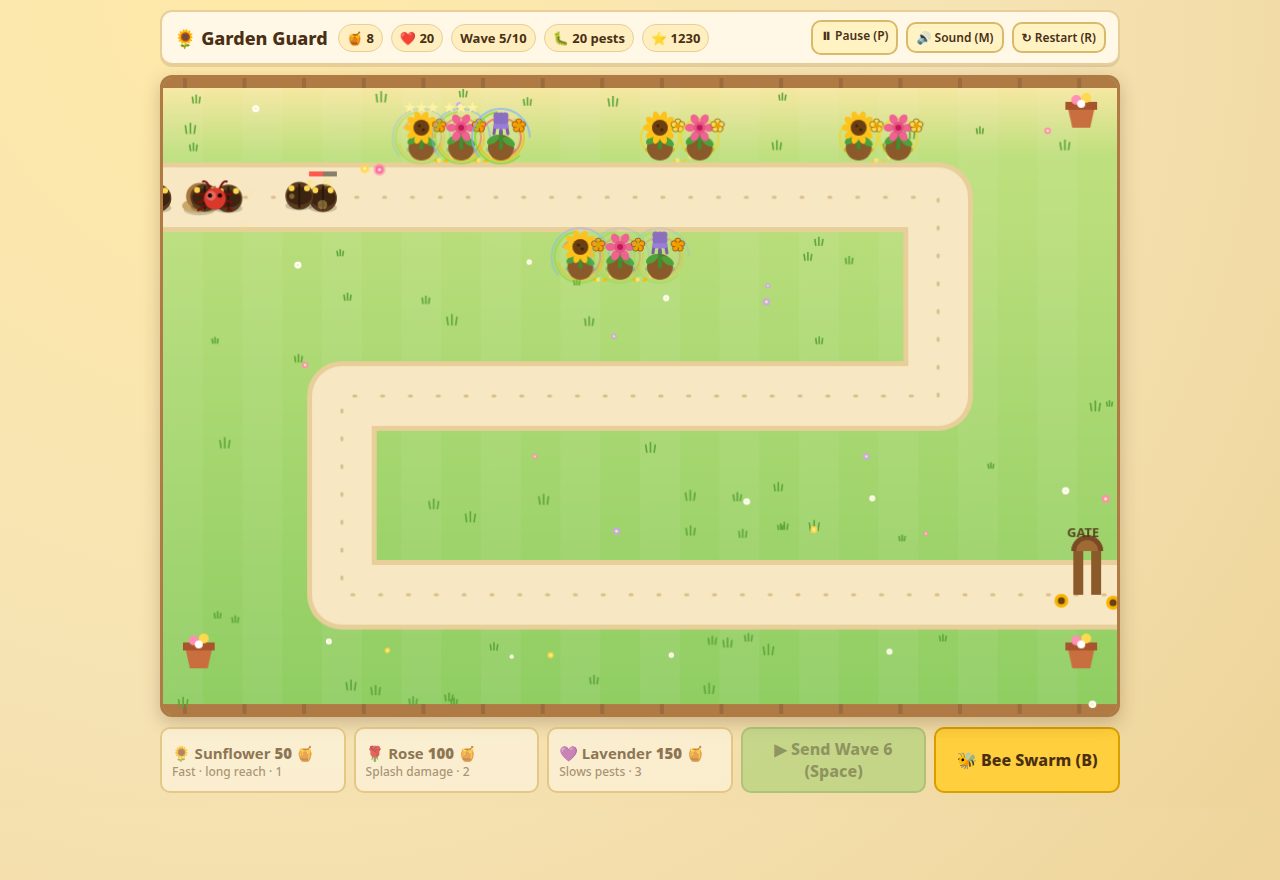 🌻 Garden Guard
🍯 8
❤️ 20
Wave 5/10
🐛 20 pests
⭐ 1230
⏸ Pause (P)
🔊 Sound (M)
↻ Restart (R)
GATE
🌻 Sunflower 50 🍯
Fast · long reach · 1
🌹 Rose 100 🍯
Splash damage · 2
💜 Lavender 150 🍯
Slows pests · 3
▶ Send Wave 6
(Space)
🐝 Bee Swarm (B)